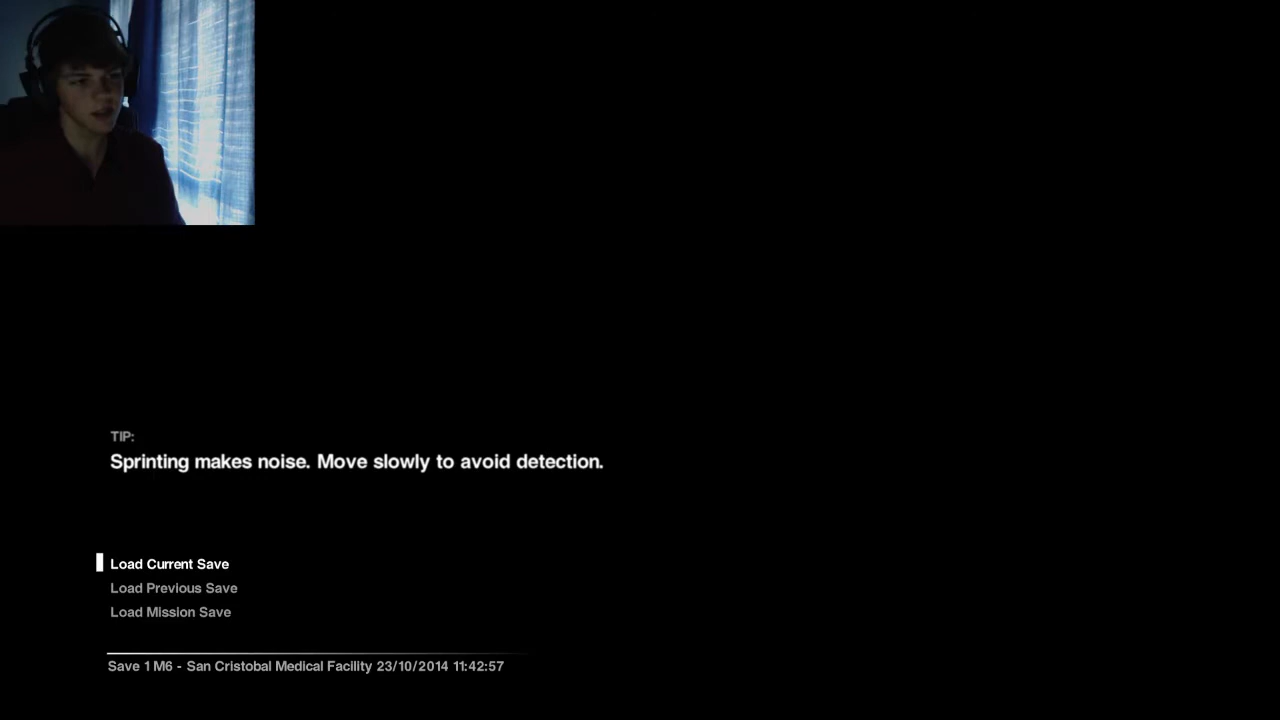 TIP:
Sprinting makes noise. Move slowly to avoid detection.
Load Current Save
Load Previous Save
Load Mission Save
Save 1 M6 - San Cristobal Medical Facility 23/10/2014 11:42:57